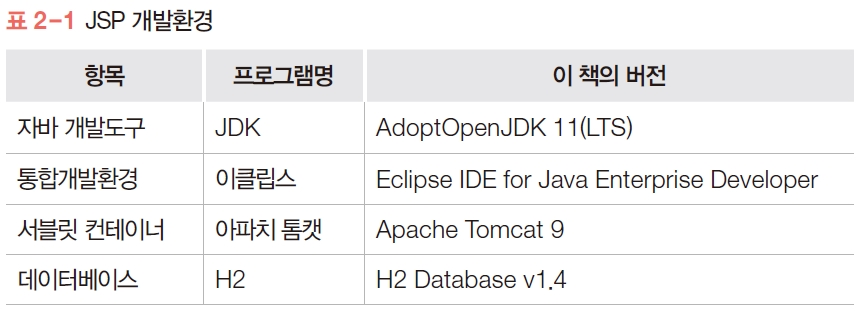 표 2-1 JSP 개발환경
항목 프로그램명 이 책의 버전
자바 개발도구 JDK AdoptOpenJDK 11(LTS)
통합개발환경 이클립스 Eclipse IDE for Java Enterprise Developer
서블릿 컨테이너 아파치 톰캣 Apache Tomcat 9
데이터베이스 H2 H2 Database v1.4